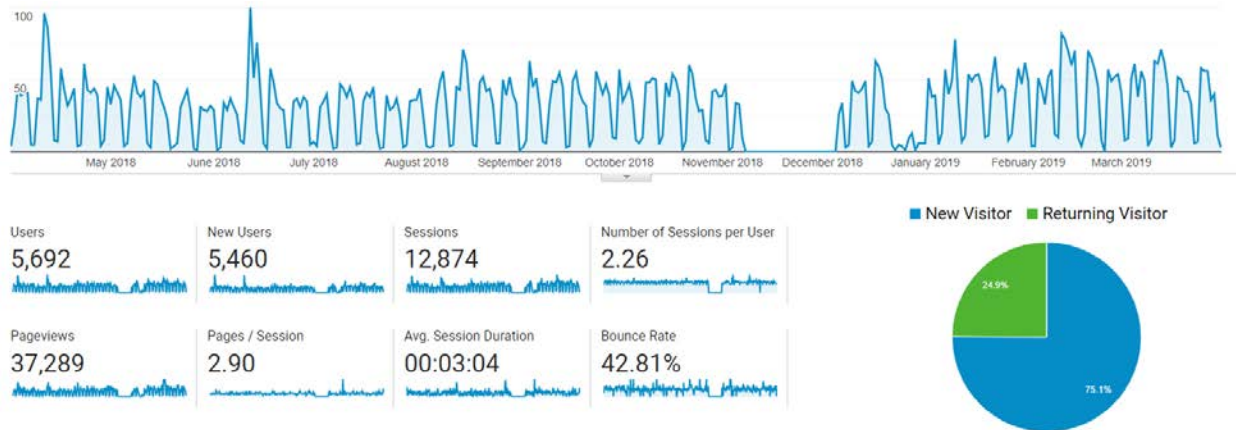 100
50
May 2018 June 2018 July 2018 August 2018 September 2018 October 2018 November 2018 December 2018 January 2019 February 2019 March 2019
New Visitor Returning Visitor
Users New Users Sessions Number of Sessions per User
5,692 5,460 12,874 2.26
24.9%
Pageviews Pages / Session Avg. Session Duration Bounce Rate
37,289 2.90 00:03:04 42.81%
75.1%